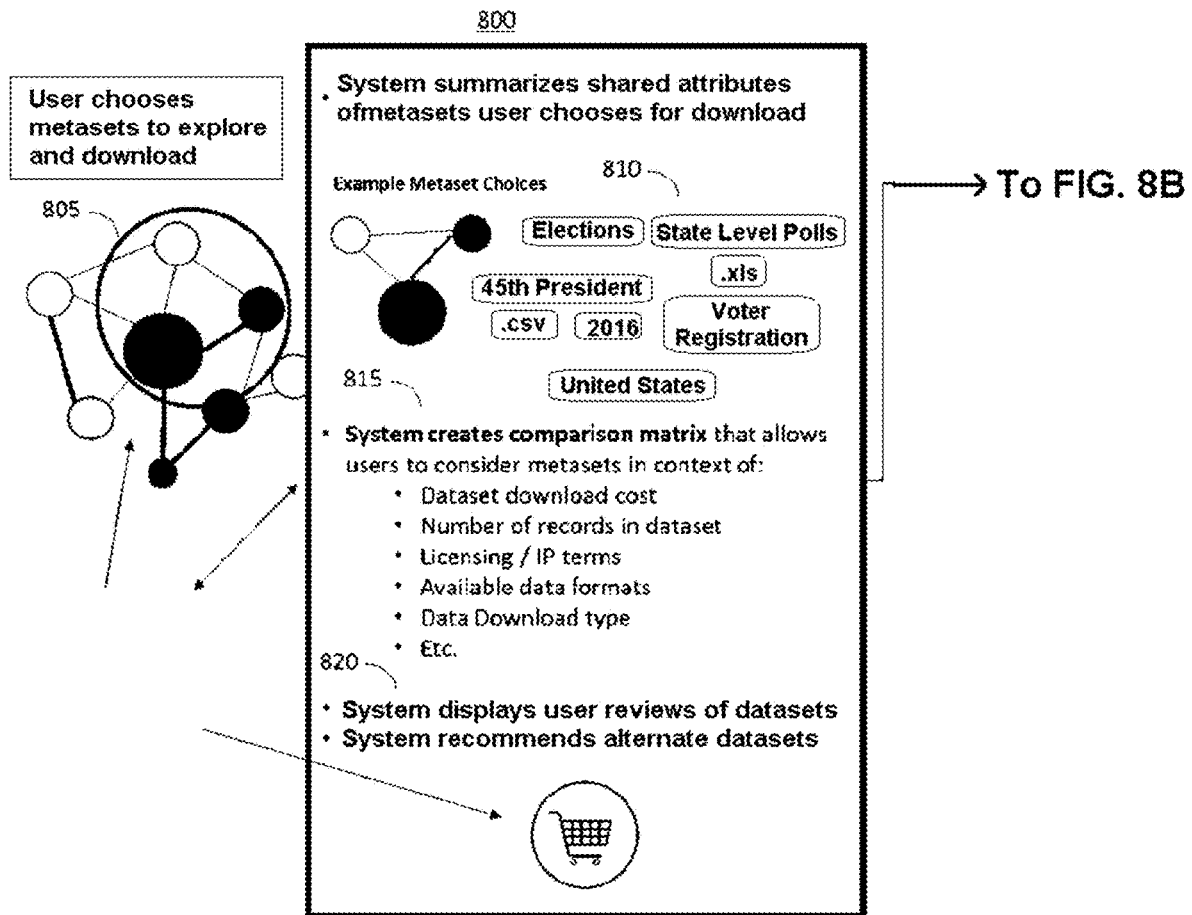 800
User chooses
metasets to explore
and download
805
• System summarizes shared attributes
ofmetasets user chooses for download
Example Metaset Choices
810
Elections
State Level Polls
.xls
45th President
.csv
2016
Voter
Registration
United States
815
• System creates comparison matrix that allows
users to consider metasets in context of:
• Dataset download cost
• Number of records in dataset
• Licensing / IP terms
• Available data formats
• Data Download type
• Etc.
820
• System displays user reviews of datasets
• System recommends alternate datasets
To FIG. 8B